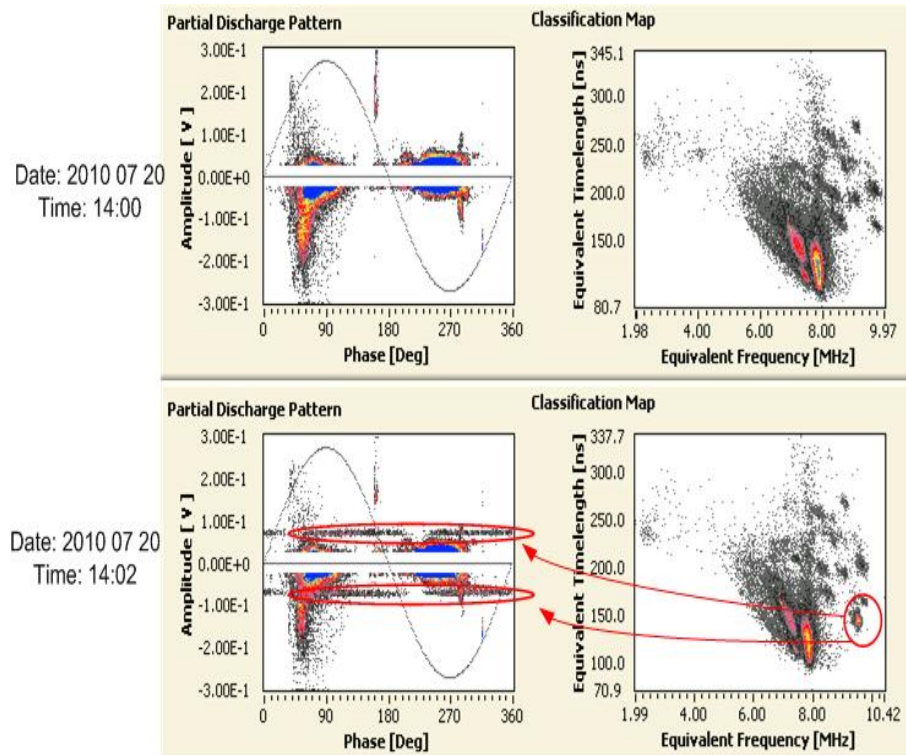 Partial Discharge Pattern
Classification Map
Date: 2010 07 20
Time: 14:00
Amplitude [ V ]
3.00E-1
2.00E-1
1.00E-1
0.00E+0
-1.00E-1
-2.00E-1
-3.00E-1
0 90 180 270 360
Phase [Deg]
Equivalent Timelength [ns]
345.1
300.0
250.0
200.0
150.0
80.7
1.98 4.00 6.00 8.00 9.97
Equivalent Frequency [MHz]
Partial Discharge Pattern
Classification Map
Date: 2010 07 20
Time: 14:02
Amplitude [ V ]
3.00E-1
2.00E-1
1.00E-1
0.00E+0
-1.00E-1
-2.00E-1
-3.00E-1
0 90 180 270 360
Phase [Deg]
Equivalent Timelength [ns]
337.7
300.0
250.0
200.0
150.0
100.0
70.9
1.99 4.00 6.00 8.00 10.42
Equivalent Frequency [MHz]